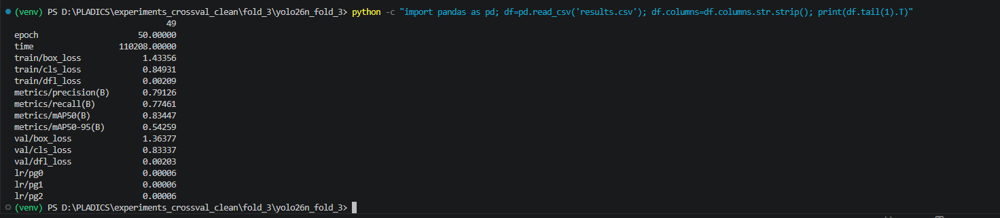 (venv) PS D:\PLADICS\experiments_crossval_clean\fold_3\yolo26n_fold_3> python -c "import pandas as pd; df=pd.read_csv('results.csv'); df.columns=df.columns.str.strip(); print(df.tail(1).T)"
49
epoch 50.00000
time 110208.00000
train/box_loss 1.43356
train/cls_loss 0.84931
train/dfl_loss 0.00209
metrics/precision(B) 0.79126
metrics/recall(B) 0.77461
metrics/mAP50(B) 0.83447
metrics/mAP50-95(B) 0.54259
val/box_loss 1.36377
val/cls_loss 0.83337
val/dfl_loss 0.00203
lr/pg0 0.00006
lr/pg1 0.00006
lr/pg2 0.00006
(venv) PS D:\PLADICS\experiments_crossval_clean\fold_3\yolo26n_fold_3>